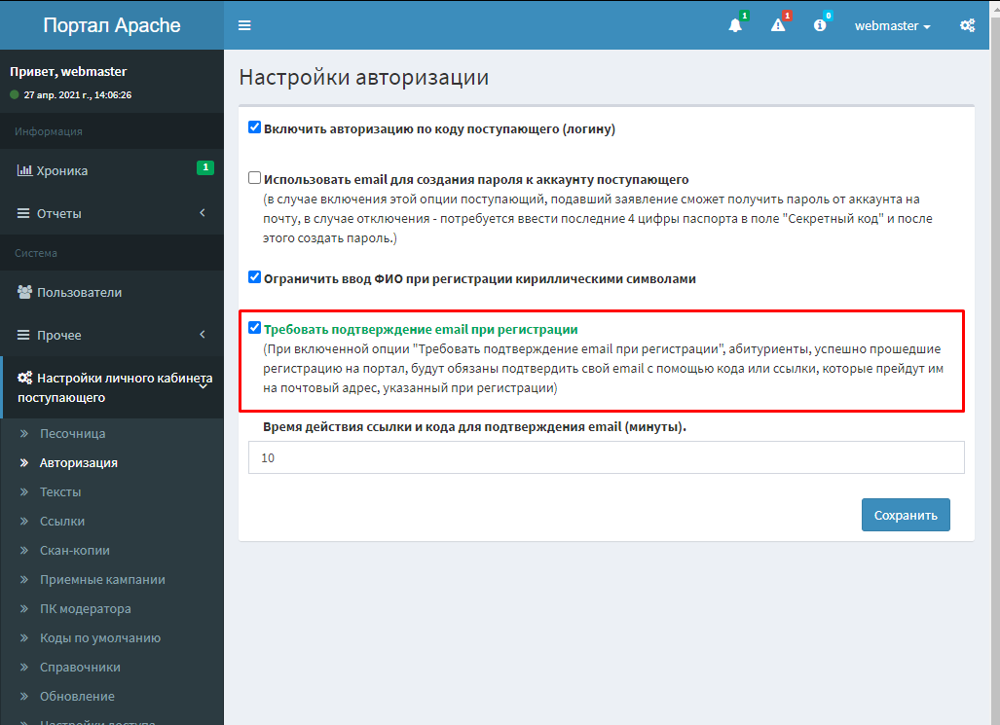 Портал Apache
1
1
0
webmaster
Привет, webmaster
27 апр. 2021 г., 14:06:26
Информация
Хроника
1
Отчеты
Система
Пользователи
Прочее
Настройки личного кабинета
поступающего
Песочница
Авторизация
Тексты
Ссылки
Скан-копии
Приемные кампании
ПК модератора
Коды по умолчанию
Справочники
Обновление
Настройки доступа
Настройки авторизации
Включить авторизацию по коду поступающего (логину)
Использовать email для создания пароля к аккаунту поступающего
(в случае включения этой опции поступающий, подавший заявление сможет получить пароль от аккаунта на
почту, в случае отключения - потребуется ввести последние 4 цифры паспорта в поле "Секретный код" и после
этого создать пароль.)
Ограничить ввод ФИО при регистрации кириллическими символами
Требовать подтверждение email при регистрации
(При включенной опции "Требовать подтверждение email при регистрации", абитуриенты, успешно прошедшие
регистрацию на портал, будут обязаны подтвердить свой email с помощью кода или ссылки, которые прейдут им
на почтовый адрес, указанный при регистрации)
Время действия ссылки и кода для подтверждения email (минуты).
10
Сохранить